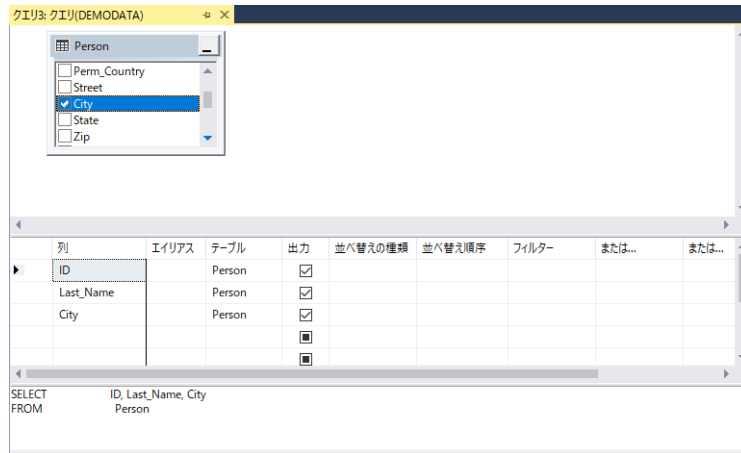 クエリ3: クエリ(DEMODATA)
Person
Perm_Country
Street
City
State
Zip
列 エイリアス テーブル 出力 並べ替えの種類 並べ替え順序 フィルター または... または...
ID Person
Last_Name Person
City Person
SELECT ID, Last_Name, City
FROM Person